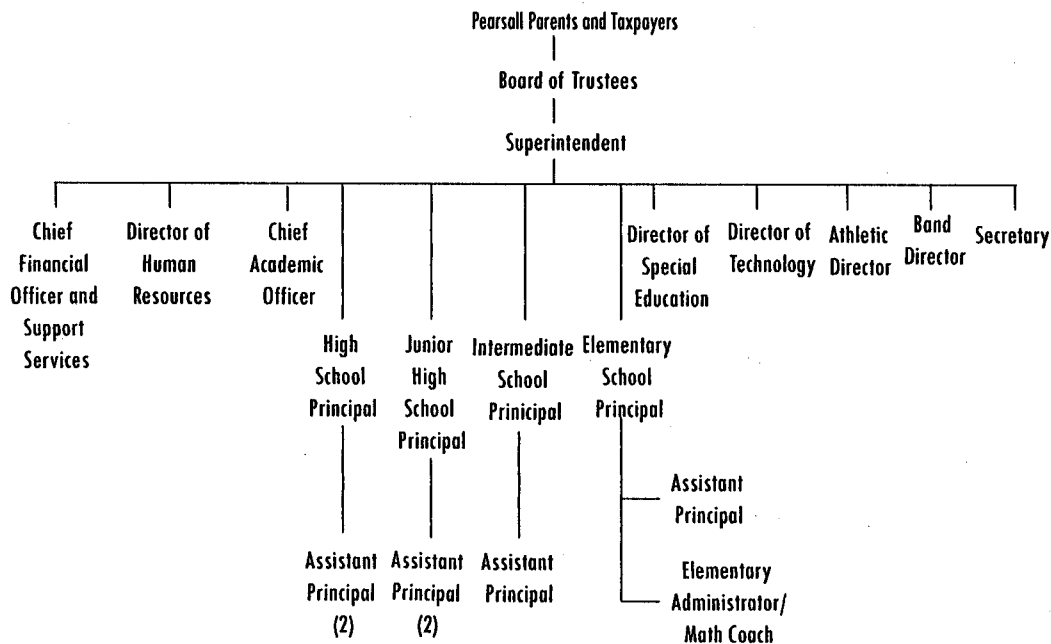 Pearsall Parents and Taxpayers
Board of Trustees
Superintendent
Chief
Financial
Officer and
Support
Services
Director of
Human
Resources
Chief
Academic
Officer
High
School
Principal
Junior
High
School
Principal
Intermediate
School
Prinicipal
Elementary
School
Principal
Director of
Special
Education
Director of
Technology
Athletic
Director
Band
Director
Secretary
Assistant
Principal
(2)
Assistant
Principal
(2)
Assistant
Principal
Assistant
Principal
Elementary
Administrator/
Math Coach